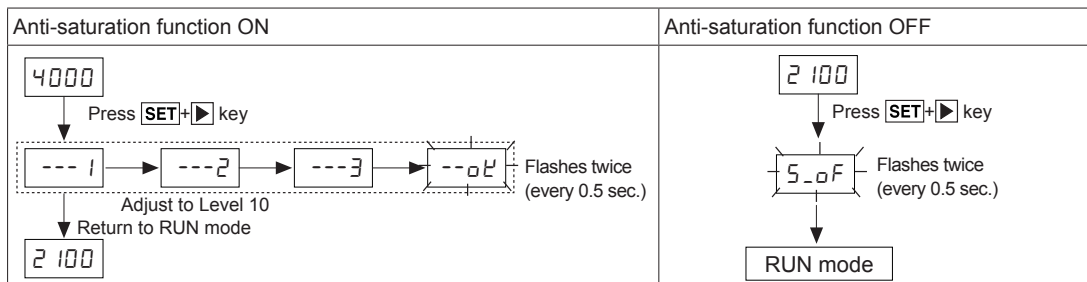 Anti-saturation function ON
4000
Press SET+▶ key
---1 ---2 ---3 --oK Flashes twice
(every 0.5 sec.)
Adjust to Level 10
Return to RUN mode
2100
Anti-saturation function OFF
2100
Press SET+▶ key
S_oF Flashes twice
(every 0.5 sec.)
RUN mode